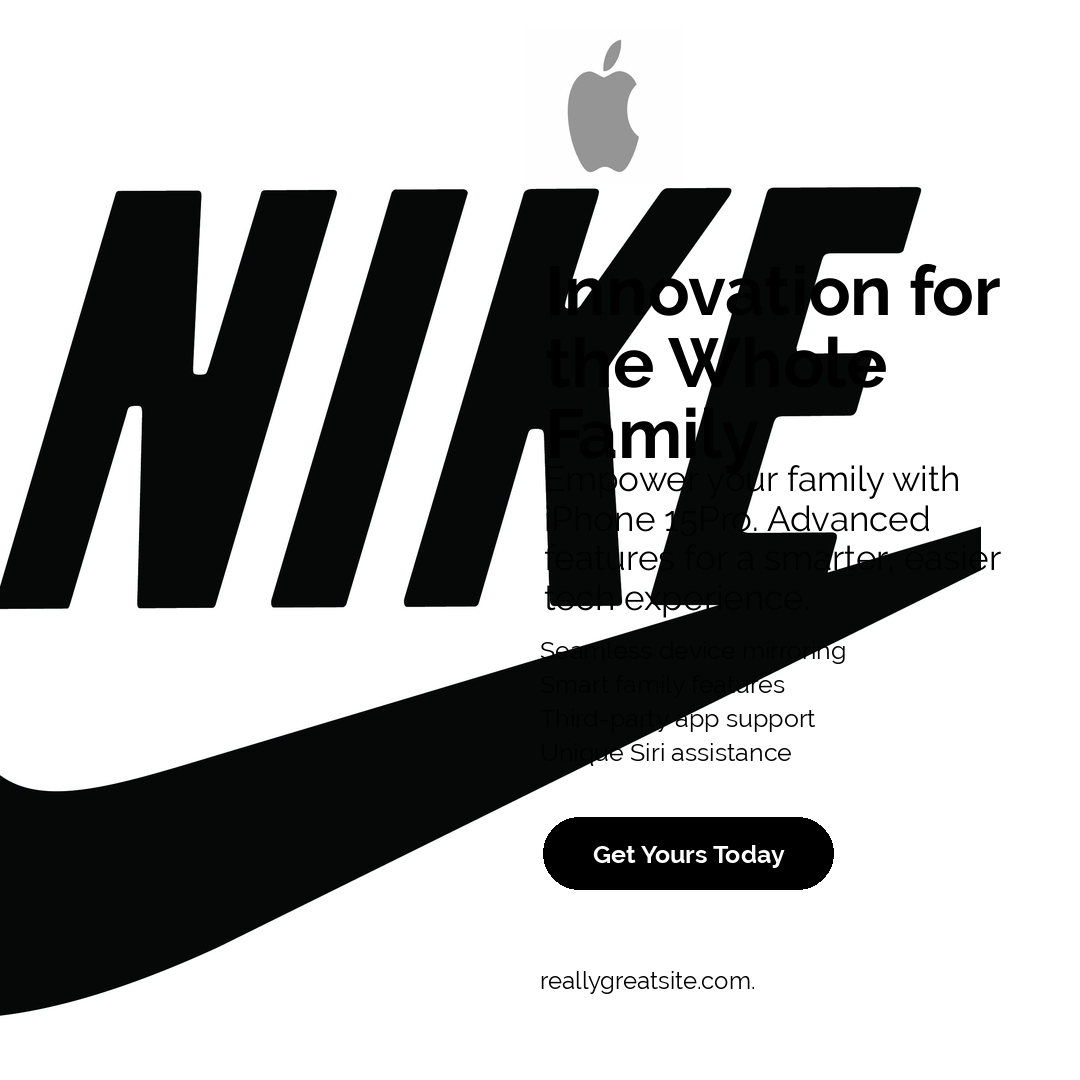 NIKE
Innovation for
the Whole
Family
Empower your family with
iPhone 15Pro. Advanced
features for a smarter, easier
tech experience.
Seamless device mirroring
Smart family features
Third-party app support
Unique Siri assistance
Get Yours Today
reallygreatsite.com.